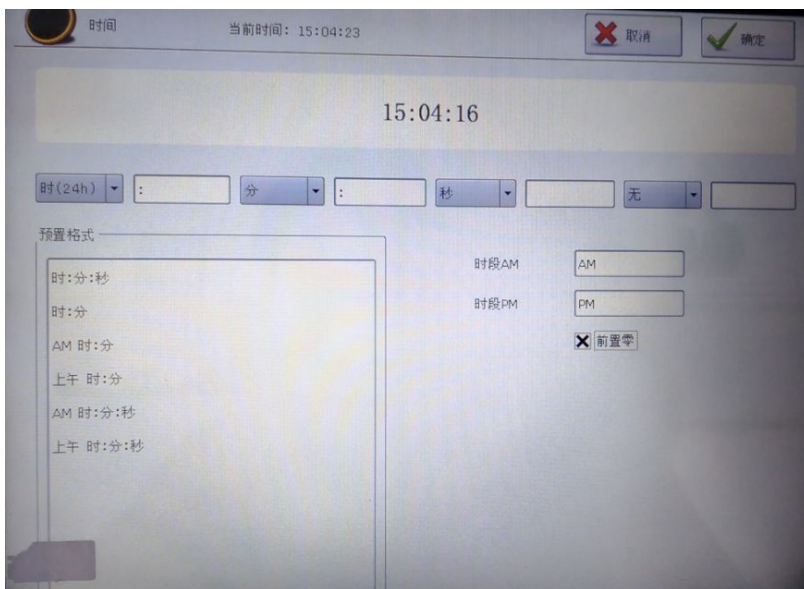 时间
当前时间: 15:04:23
取消
确定
15:04:16
时(24h) : 分 : 秒 无
预置格式
时:分:秒
时:分
AM 时:分
上午 时:分
AM 时:分:秒
上午 时:分:秒
时段AM AM
时段PM PM
前置零